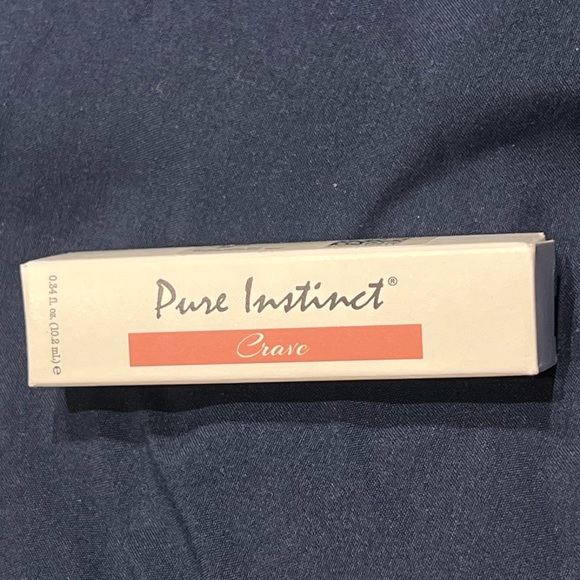 Pure Instinct®
Crave
0.34 fl. oz. (10.2 mL) e